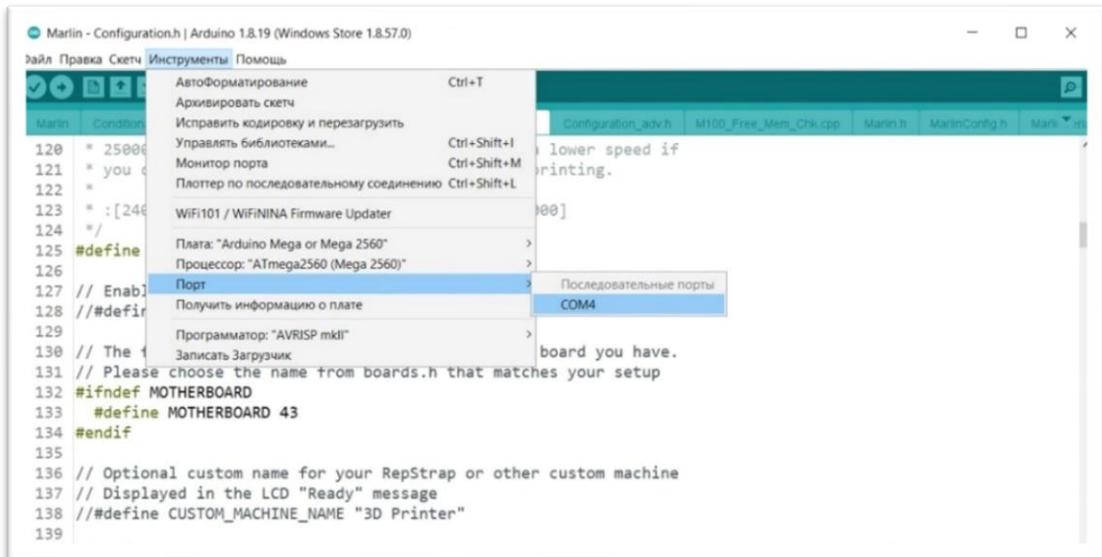 Marlin - Configuration.h | Arduino 1.8.19 (Windows Store 1.8.57.0)
Файл Правка Скетч Инструменты Помощь
АвтоФорматирование Ctrl+T
Архивировать скетч
Исправить кодировку и перезагрузить
Управлять библиотеками... Ctrl+Shift+I
Монитор порта Ctrl+Shift+M
Плоттер по последовательному соединению Ctrl+Shift+L
WiFi101 / WiFiNINA Firmware Updater
Плата: "Arduino Mega or Mega 2560"
Процессор: "ATmega2560 (Mega 2560)"
Порт
Получить информацию о плате
Программатор: "AVRISP mkII"
Записать Загрузчик
Последовательные порты
COM4
Marlin Configuration_adv.h M100_Free_Mem_Chk.cpp Marlin.h MarlinConfig.h
120 * lower speed if
121 * you
122 *
123 * :[
124 */
125 #define
126
127 //
128
129
130 // The board you have.
131 // Please choose the name from boards.h that matches your setup
132 #ifndef MOTHERBOARD
133 #define MOTHERBOARD 43
134 #endif
135
136 // Optional custom name for your RepStrap or other custom machine
137 // Displayed in the LCD "Ready" message
138 //#define CUSTOM_MACHINE_NAME "3D Printer"
139